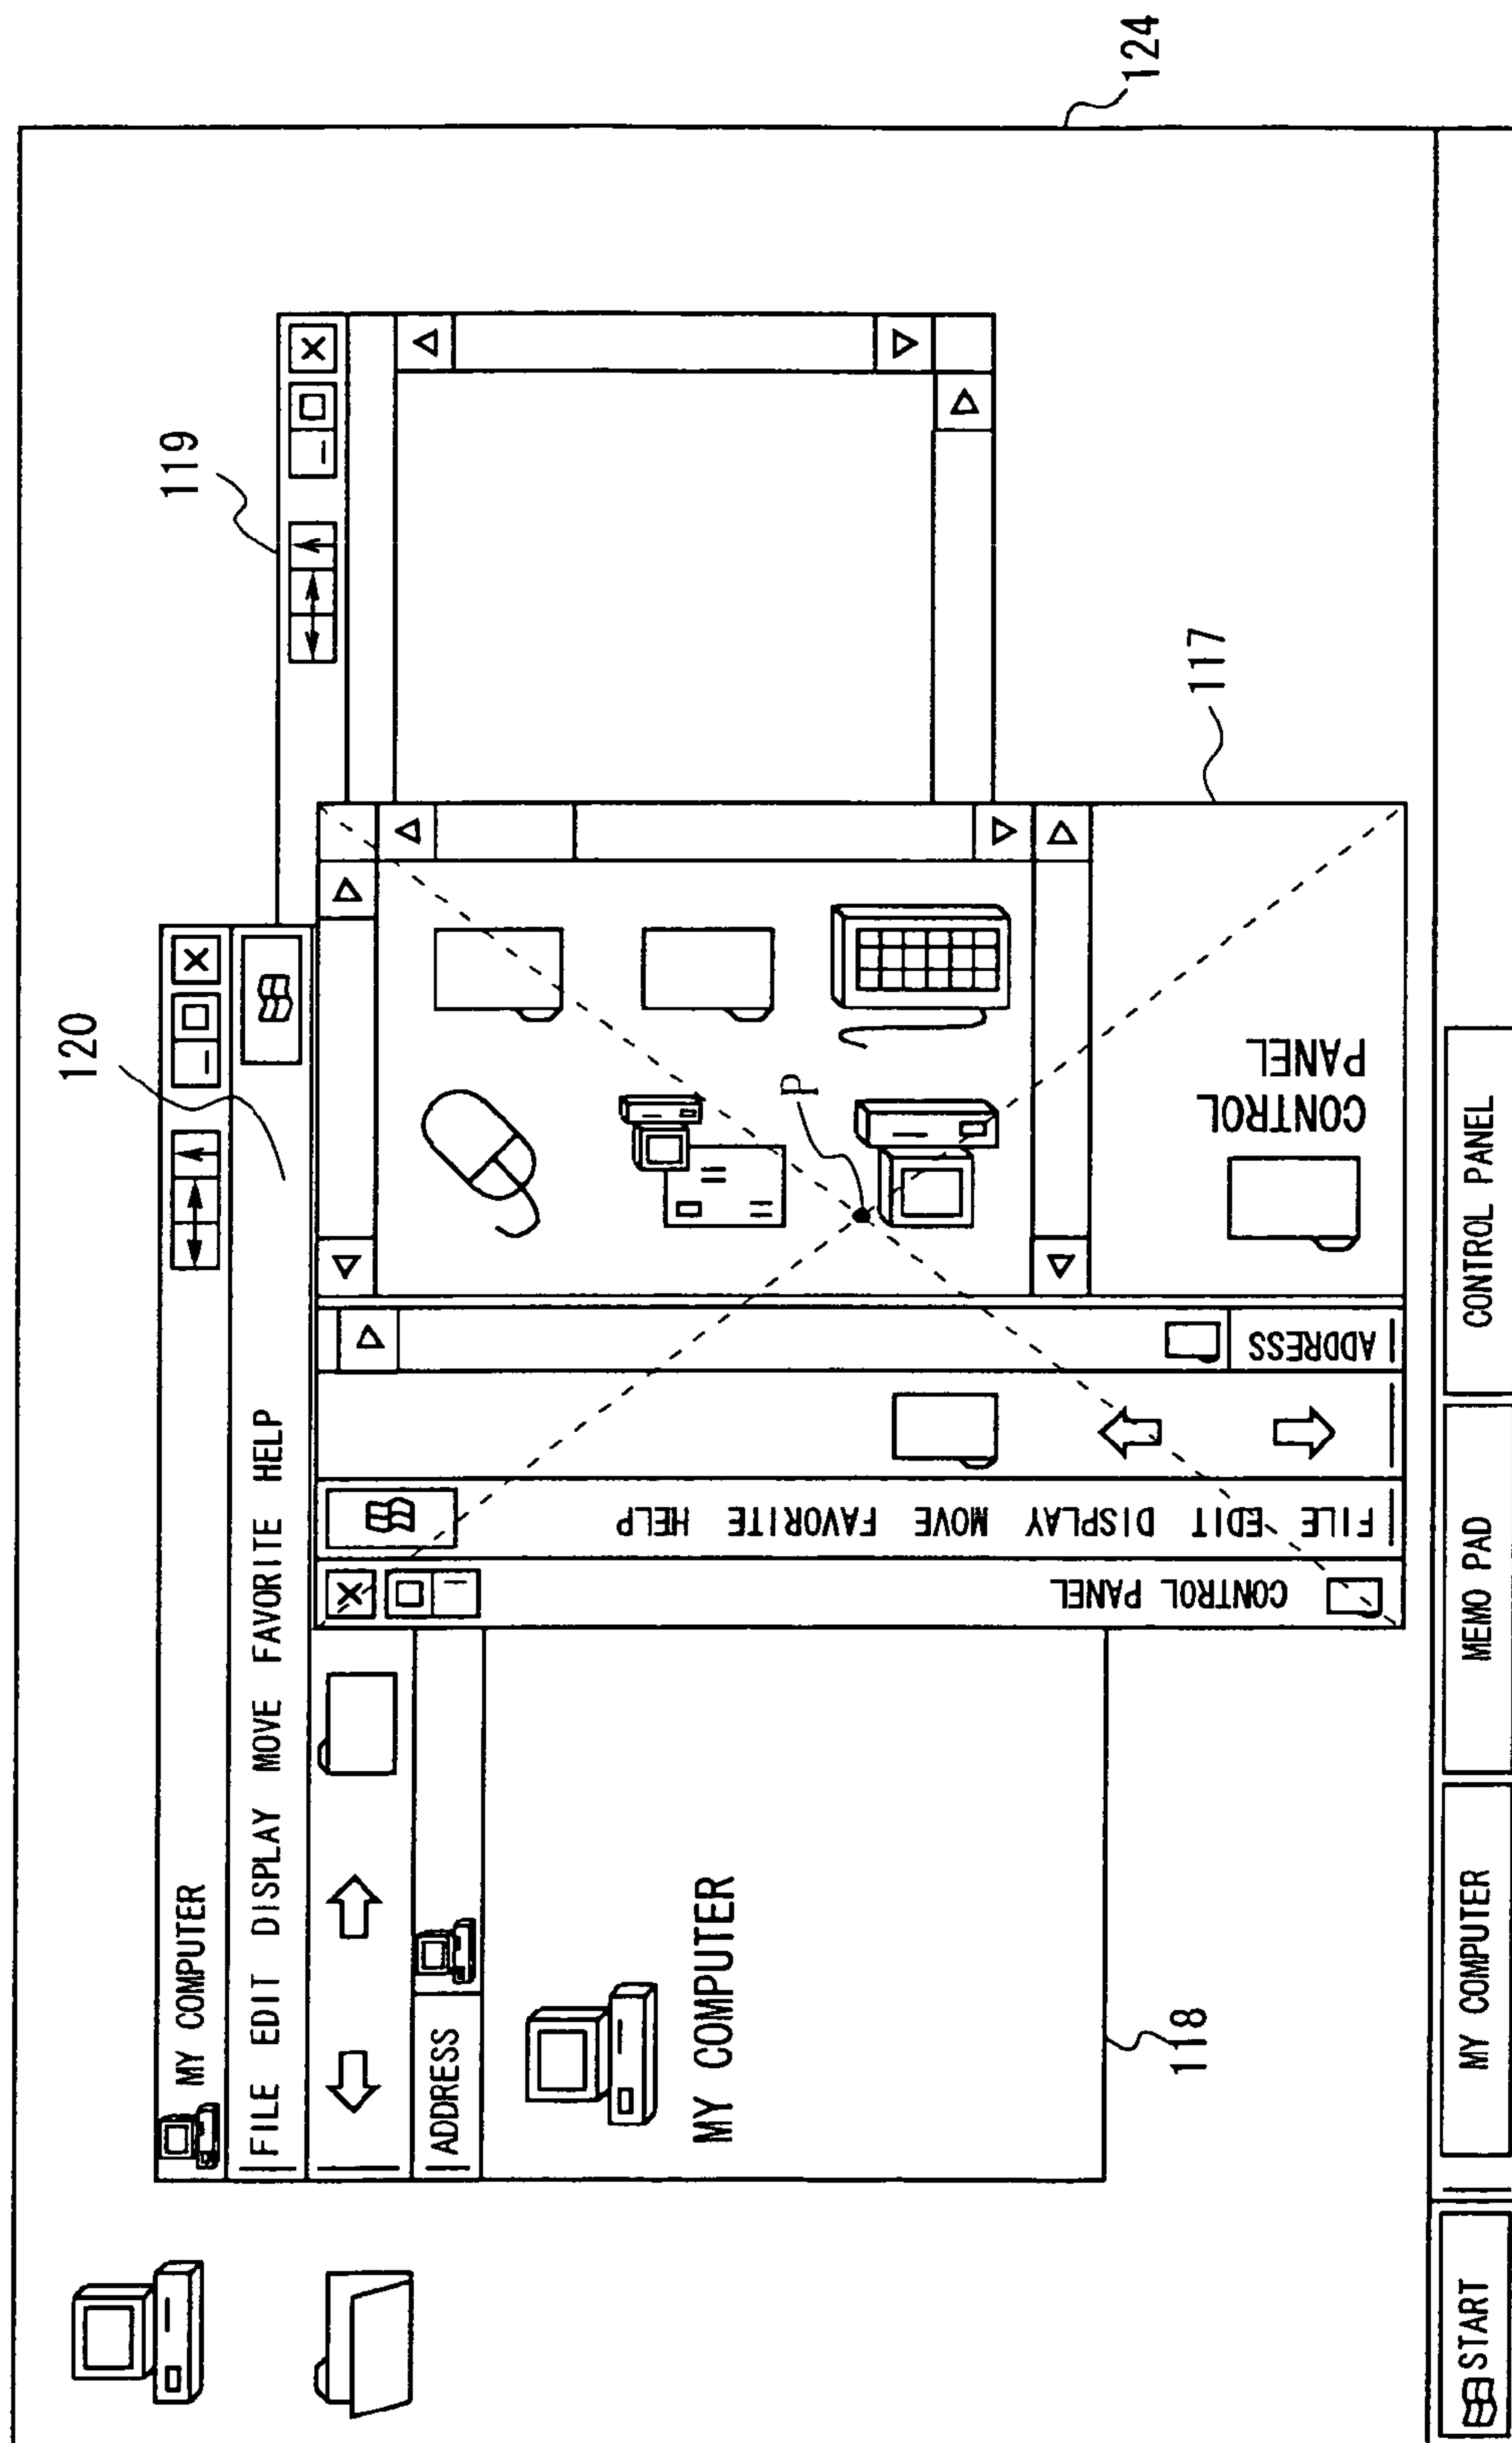 120
119
124
MY COMPUTER
FILE EDIT DISPLAY MOVE FAVORITE HELP
ADDRESS
MY COMPUTER
118
CONTROL PANEL
FILE EDIT DISPLAY MOVE FAVORITE HELP
ADDRESS
CONTROL
PANEL
P
117
START
MY COMPUTER
MEMO PAD
CONTROL PANEL